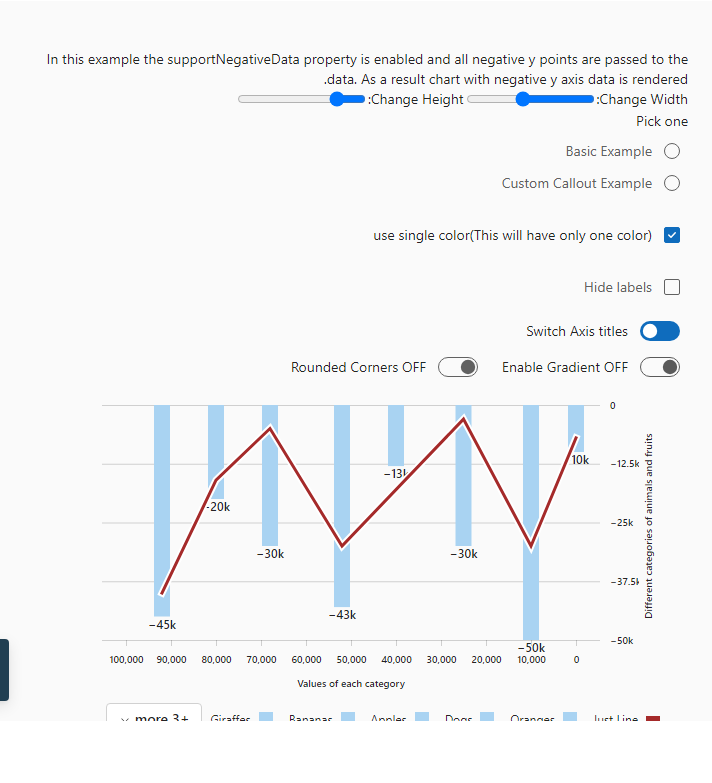 In this example the supportNegativeData property is enabled and all negative y points are passed to the
.data. As a result chart with negative y axis data is rendered
:Change Height :Change Width
Pick one
Basic Example
Custom Callout Example
use single color(This will have only one color)
Hide labels
Switch Axis titles
Rounded Corners OFF Enable Gradient OFF
0
10k
−12.5k
−13k
−20k
−25k
−30k −30k
−37.5k
−43k
−45k
−50k
−50k
Different categories of animals and fruits
100,000 90,000 80,000 70,000 60,000 50,000 40,000 30,000 20,000 10,000 0
Values of each category
more 3+ Giraffes Bananas Apples Dogs Oranges Just Line